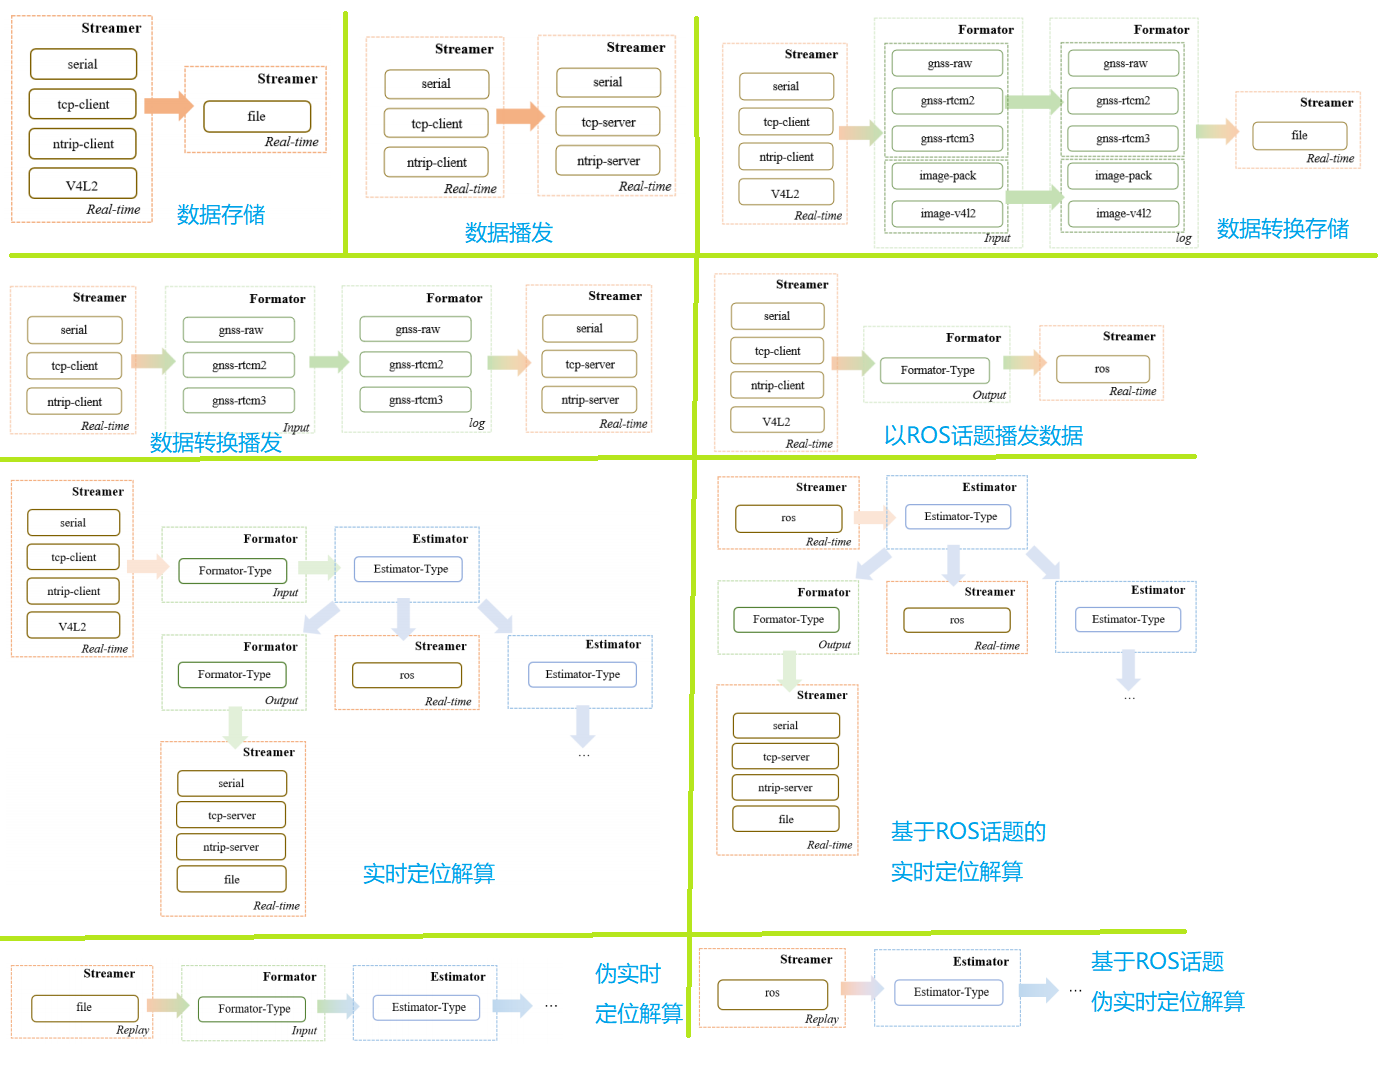 Streamer
serial
tcp-client
ntrip-client
V4L2
Real-time
Streamer
file
Real-time
数据存储
Streamer
serial
tcp-client
ntrip-client
Real-time
Streamer
serial
tcp-server
ntrip-server
Real-time
数据播发
Streamer
serial
tcp-client
ntrip-client
V4L2
Real-time
Formator
gnss-raw
gnss-rtcm2
gnss-rtcm3
image-pack
image-v4l2
Input
Formator
gnss-raw
gnss-rtcm2
gnss-rtcm3
image-pack
image-v4l2
log
Streamer
file
Real-time
数据转换存储
Streamer
serial
tcp-client
ntrip-client
Real-time
Formator
gnss-raw
gnss-rtcm2
gnss-rtcm3
Input
Formator
gnss-raw
gnss-rtcm2
gnss-rtcm3
log
Streamer
serial
tcp-server
ntrip-server
Real-time
数据转换播发
Streamer
serial
tcp-client
ntrip-client
V4L2
Real-time
Formator
Formator-Type
Output
Streamer
ros
Real-time
以ROS话题播发数据
Streamer
serial
tcp-client
ntrip-client
V4L2
Real-time
Formator
Formator-Type
Input
Estimator
Estimator-Type
Formator
Formator-Type
Output
Streamer
ros
Real-time
Estimator
Estimator-Type
...
Streamer
serial
tcp-server
ntrip-server
file
Real-time
实时定位解算
Streamer
ros
Real-time
Estimator
Estimator-Type
Formator
Formator-Type
Output
Streamer
ros
Real-time
Estimator
Estimator-Type
...
Streamer
serial
tcp-server
ntrip-server
file
Real-time
基于ROS话题的
实时定位解算
Streamer
file
Replay
Formator
Formator-Type
Input
Estimator
Estimator-Type
...
伪实时
定位解算
Streamer
ros
Replay
Estimator
Estimator-Type
...
基于ROS话题
伪实时定位解算